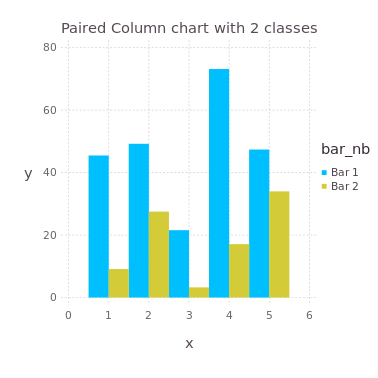 Paired Column chart with 2 classes
80
60
40
20
0
y
0 1 2 3 4 5 6
x
bar_nb
Bar 1
Bar 2